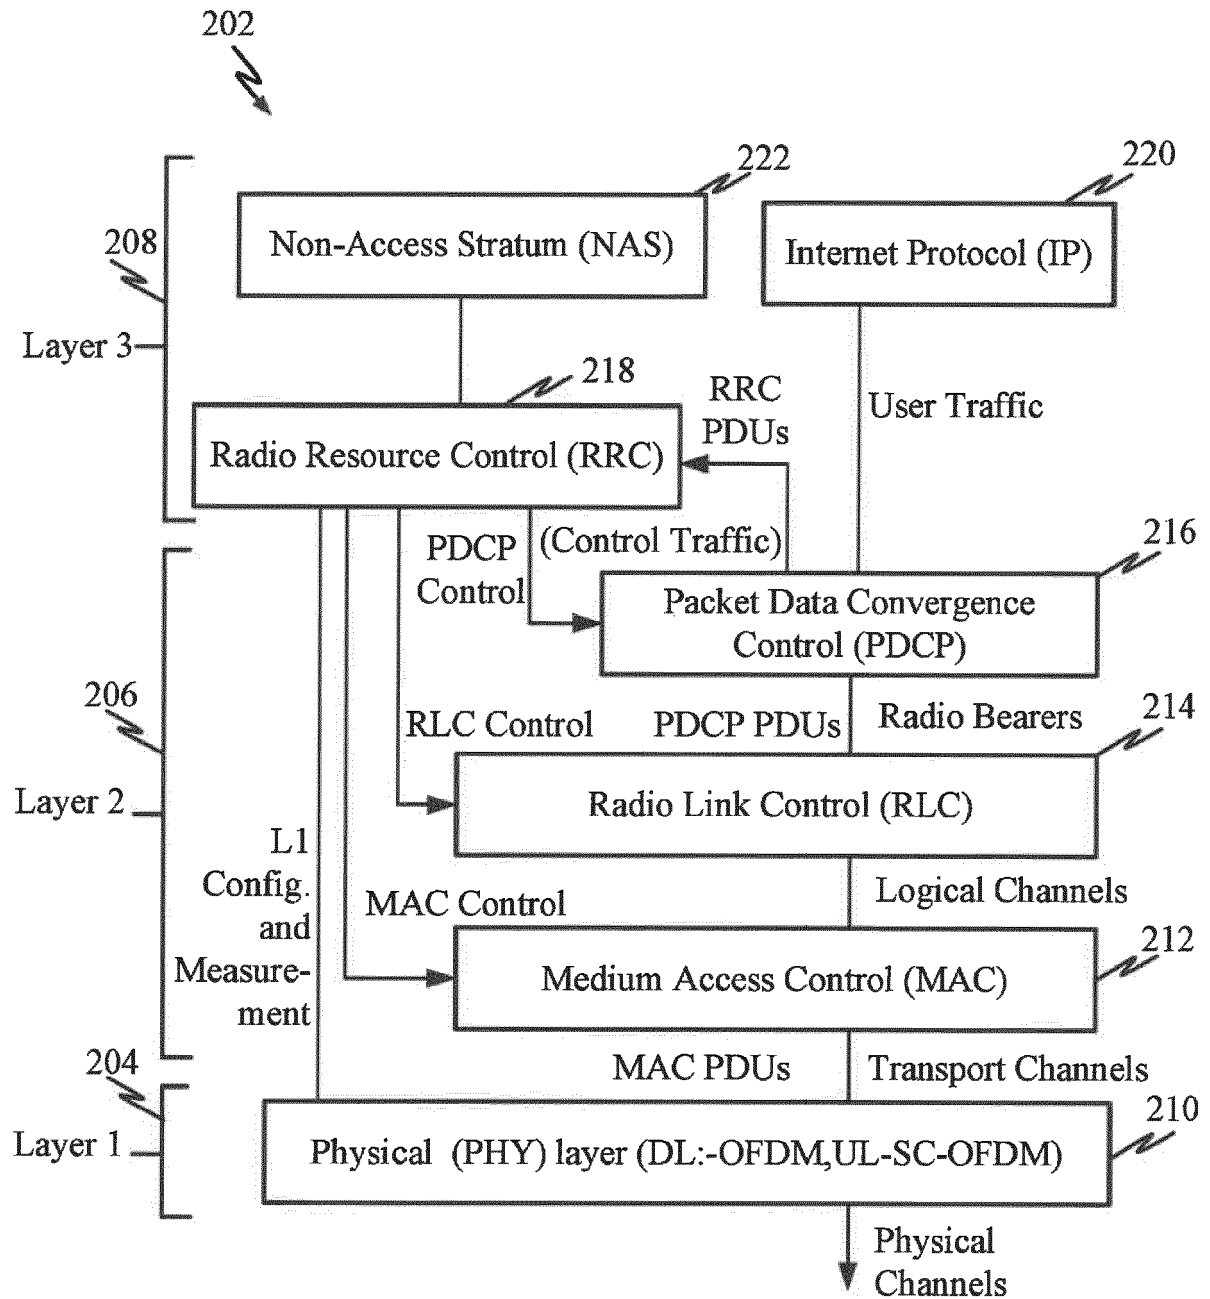 202
222
220
Non-Access Stratum (NAS)
Internet Protocol (IP)
208
Layer 3
218
RRC
PDUs
User Traffic
Radio Resource Control (RRC)
PDCP
Control
(Control Traffic)
216
Packet Data Convergence
Control (PDCP)
206
RLC Control
PDCP PDUs
Radio Bearers
214
Layer 2
Radio Link Control (RLC)
L1
Config.
and
Measure-
ment
MAC Control
Logical Channels
212
Medium Access Control (MAC)
204
MAC PDUs
Transport Channels
210
Layer 1
Physical (PHY) layer (DL:-OFDM,UL-SC-OFDM)
Physical
Channels